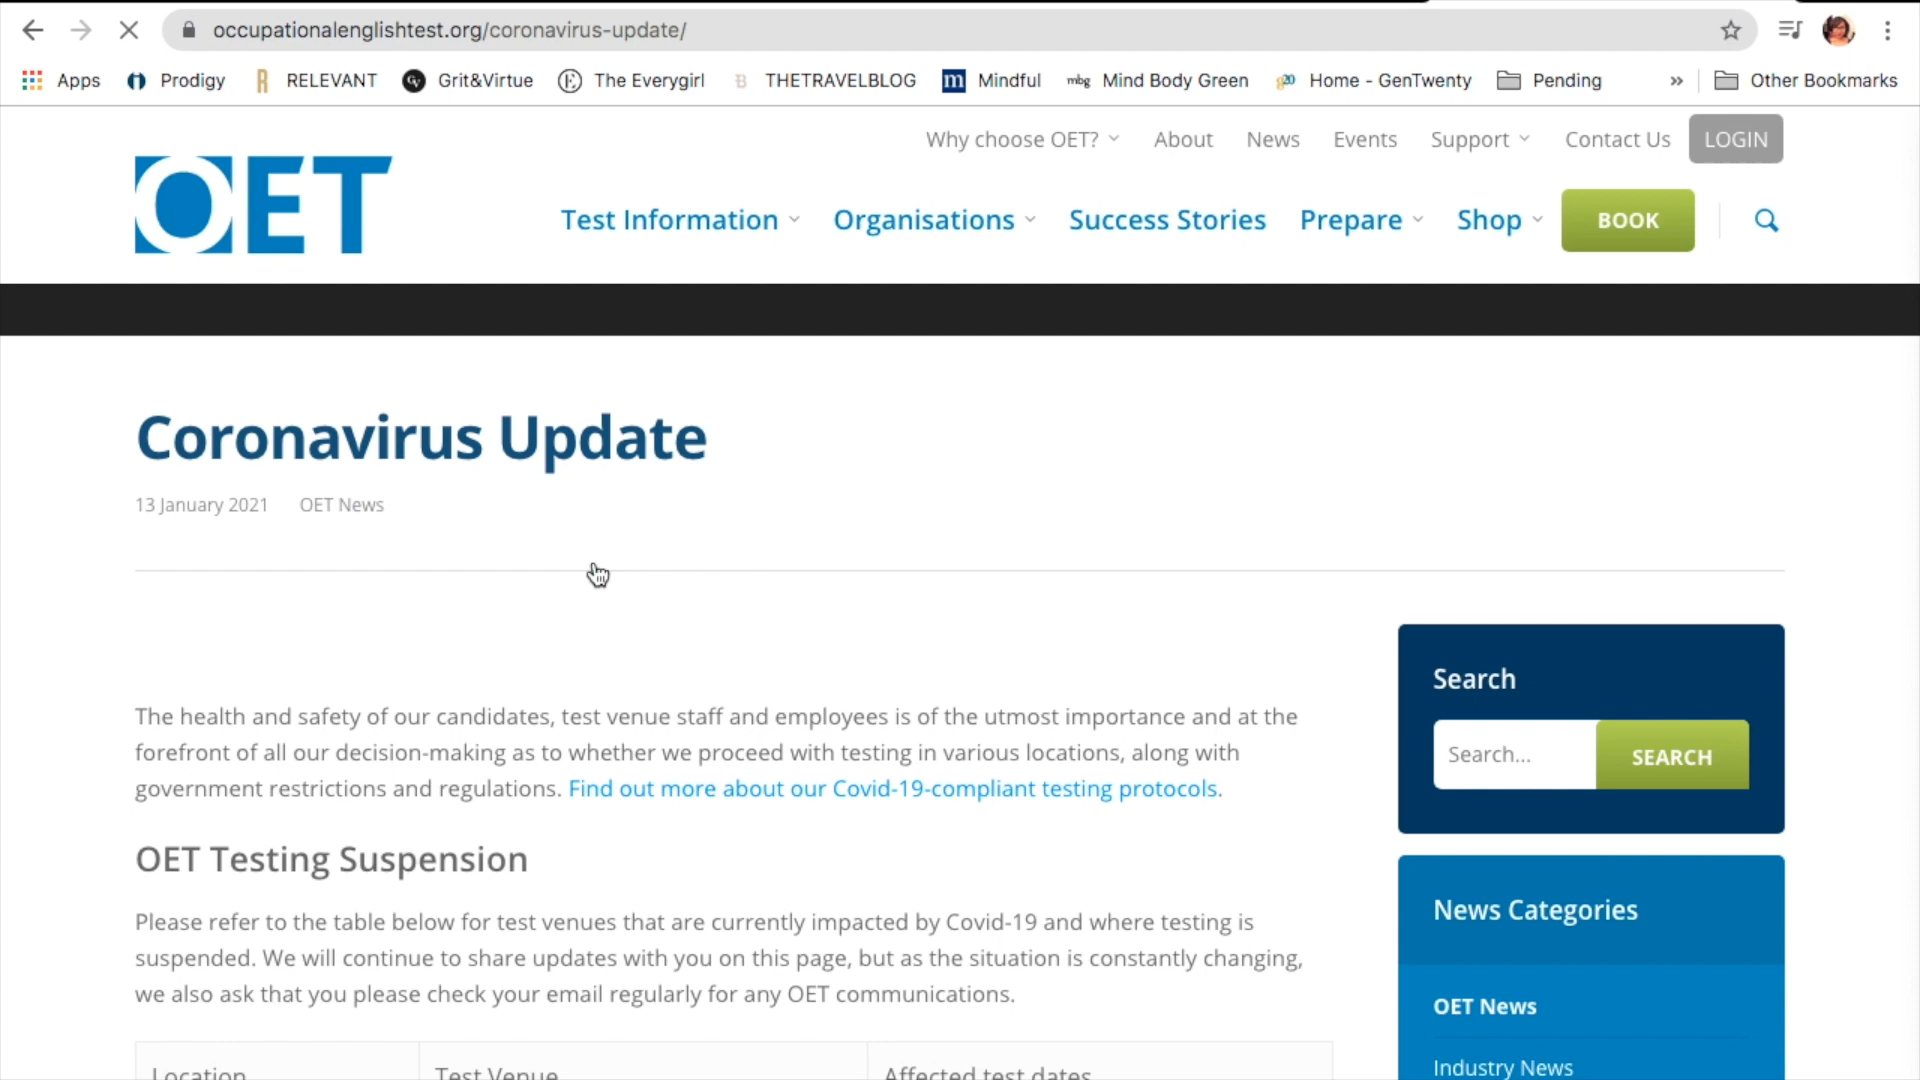 occupationalenglishtest.org/coronavirus-update/
Apps Prodigy RELEVANT Grit&Virtue The Everygirl THETRAVELBLOG Mindful Mind Body Green Home - GenTwenty Pending » Other Bookmarks
Why choose OET? About News Events Support Contact Us LOGIN
OET
Test Information Organisations Success Stories Prepare Shop BOOK
Coronavirus Update
13 January 2021 OET News
The health and safety of our candidates, test venue staff and employees is of the utmost importance and at the
forefront of all our decision-making as to whether we proceed with testing in various locations, along with
government restrictions and regulations. Find out more about our Covid-19-compliant testing protocols.
OET Testing Suspension
Please refer to the table below for test venues that are currently impacted by Covid-19 and where testing is
suspended. We will continue to share updates with you on this page, but as the situation is constantly changing,
we also ask that you please check your email regularly for any OET communications.
Location Test Venue Affected test dates
Search
Search... SEARCH
News Categories
OET News
Industry News